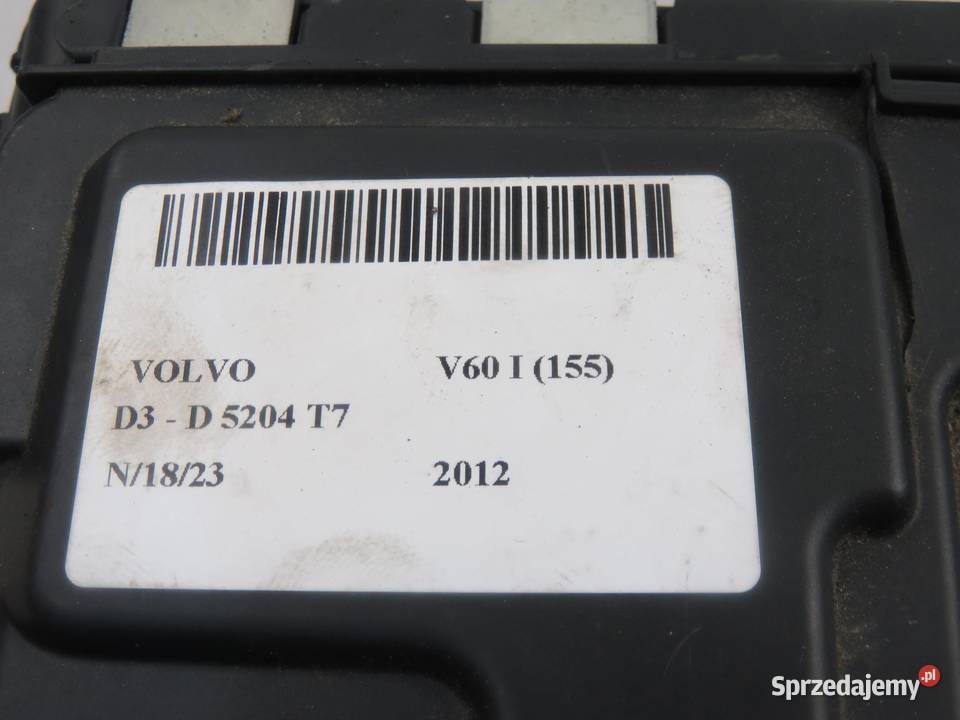 VOLVO V60 I (155)
D3 - D 5204 T7
N/18/23 2012
Sprzedajemy.pl